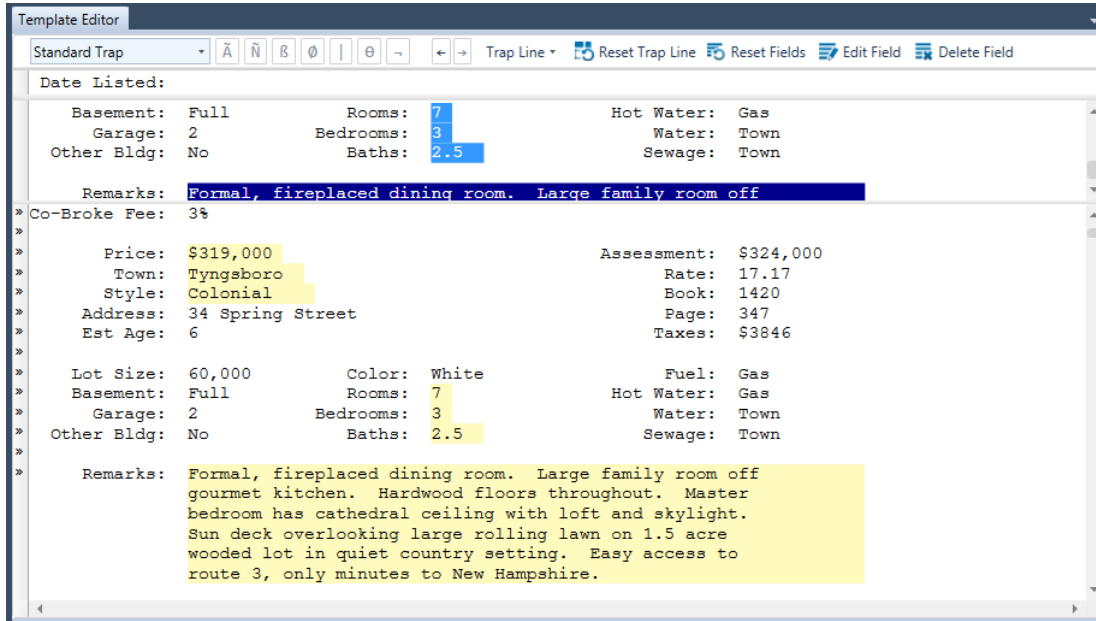 Template Editor
Standard Trap Ã Ñ ß Ø | θ ¬ ← → Trap Line Reset Trap Line Reset Fields Edit Field Delete Field
Date Listed:
Basement: Full Rooms: 7 Hot Water: Gas
Garage: 2 Bedrooms: 3 Water: Town
Other Bldg: No Baths: 2.5 Sewage: Town
Remarks: Formal, fireplaced dining room. Large family room off
» Co-Broke Fee: 3%
»
» Price: $319,000 Assessment: $324,000
» Town: Tyngsboro Rate: 17.17
» Style: Colonial Book: 1420
» Address: 34 Spring Street Page: 347
» Est Age: 6 Taxes: $3846
»
» Lot Size: 60,000 Color: White Fuel: Gas
» Basement: Full Rooms: 7 Hot Water: Gas
» Garage: 2 Bedrooms: 3 Water: Town
» Other Bldg: No Baths: 2.5 Sewage: Town
»
» Remarks: Formal, fireplaced dining room. Large family room off
gourmet kitchen. Hardwood floors throughout. Master
bedroom has cathedral ceiling with loft and skylight.
Sun deck overlooking large rolling lawn on 1.5 acre
wooded lot in quiet country setting. Easy access to
route 3, only minutes to New Hampshire.